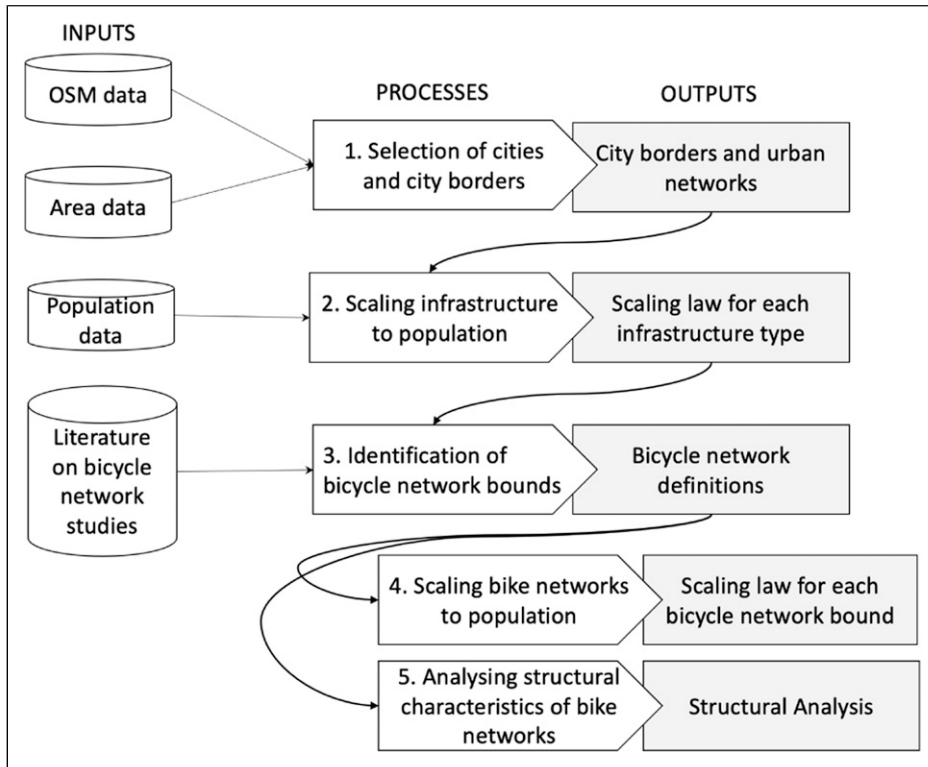 INPUTS
OSM data
Area data
Population
data
Literature
on bicycle
network
studies
PROCESSES
OUTPUTS
1. Selection of cities
and city borders
City borders and urban
networks
2. Scaling infrastructure
to population
Scaling law for each
infrastructure type
3. Identification of
bicycle network bounds
Bicycle network
definitions
4. Scaling bike networks
to population
Scaling law for each
bicycle network bound
5. Analysing structural
characteristics of bike
networks
Structural Analysis